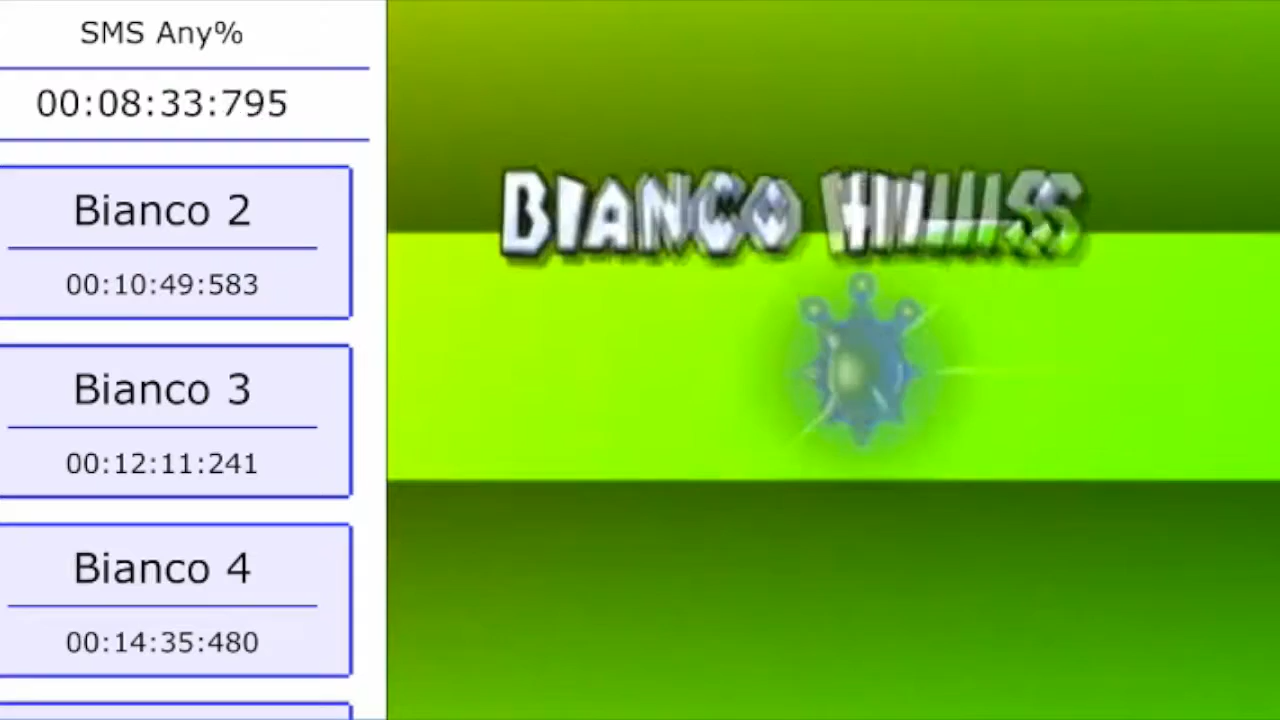 SMS Any%
00:08:33:795
Bianco 2
00:10:49:583
Bianco 3
00:12:11:241
Bianco 4
00:14:35:480
BIANCO HILLS